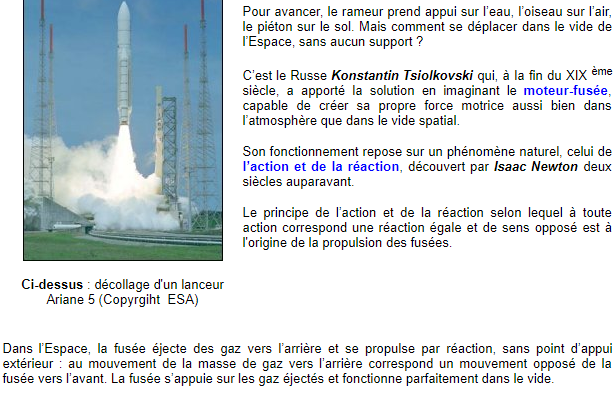 Pour avancer, le rameur prend appui sur l’eau, l’oiseau sur l’air,
le piéton sur le sol. Mais comment se déplacer dans le vide de
l’Espace, sans aucun support ?
C’est le Russe Konstantin Tsiolkovski qui, à la fin du XIX ème
siècle, a apporté la solution en imaginant le moteur-fusée,
capable de créer sa propre force motrice aussi bien dans
l’atmosphère que dans le vide spatial.
Son fonctionnement repose sur un phénomène naturel, celui de
l’action et de la réaction, découvert par Isaac Newton deux
siècles auparavant.
Le principe de l’action et de la réaction selon lequel à toute
action correspond une réaction égale et de sens opposé est à
l'origine de la propulsion des fusées.
Ci-dessus : décollage d'un lanceur
Ariane 5 (Copyrgiht ESA)
Dans l’Espace, la fusée éjecte des gaz vers l’arrière et se propulse par réaction, sans point d’appui
extérieur : au mouvement de la masse de gaz vers l’arrière correspond un mouvement opposé de la
fusée vers l’avant. La fusée s’appuie sur les gaz éjectés et fonctionne parfaitement dans le vide.